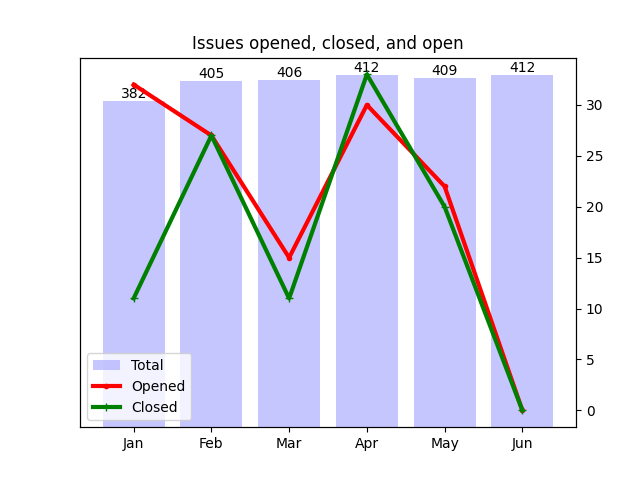 Issues opened, closed, and open
382
405
406
412
409
412
30
25
20
15
10
5
0
Total
Opened
Closed
Jan
Feb
Mar
Apr
May
Jun